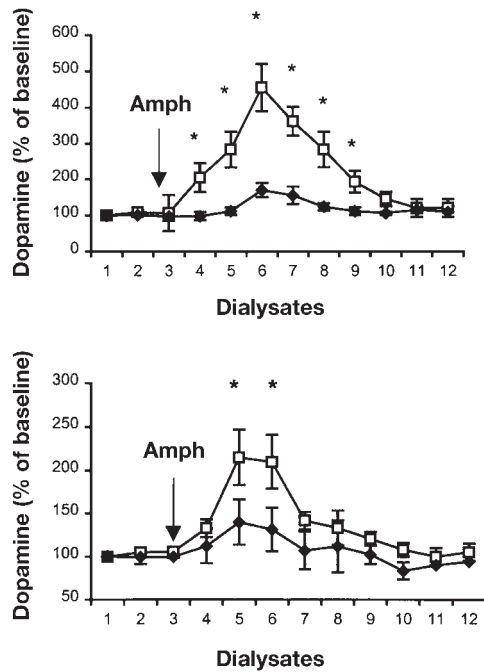 *
600
*
*
500
*
Amph
*
400
*
*
300
200
100
0
1 2 3 4 5 6 7 8 9 10 11 12
Dopamine (% of baseline)
Dialysates
300
*
*
250
Amph
200
150
100
50
1 2 3 4 5 6 7 8 9 10 11 12
Dopamine (% of baseline)
Dialysates